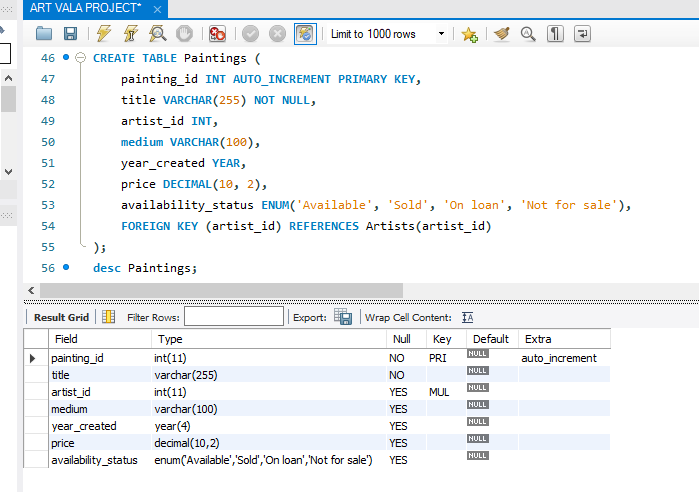 ART VALA PROJECT* ×
Limit to 1000 rows
46 CREATE TABLE Paintings (
47 painting_id INT AUTO_INCREMENT PRIMARY KEY,
48 title VARCHAR(255) NOT NULL,
49 artist_id INT,
50 medium VARCHAR(100),
51 year_created YEAR,
52 price DECIMAL(10, 2),
53 availability_status ENUM('Available', 'Sold', 'On loan', 'Not for sale'),
54 FOREIGN KEY (artist_id) REFERENCES Artists(artist_id)
55 );
56 desc Paintings;
Result Grid Filter Rows: Export: Wrap Cell Content: IA
Field Type Null Key Default Extra
painting_id int(11) NO PRI NULL auto_increment
title varchar(255) NO NULL
artist_id int(11) YES MUL NULL
medium varchar(100) YES NULL
year_created year(4) YES NULL
price decimal(10,2) YES NULL
availability_status enum('Available','Sold','On loan','Not for sale') YES NULL